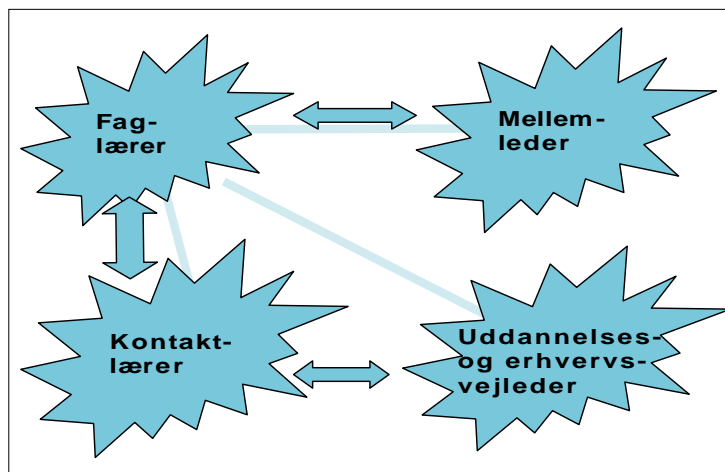 Fag-
lærer
Mellem-
leder
Kontakt-
lærer
Uddannelses-
og erhvervs-
vejleder